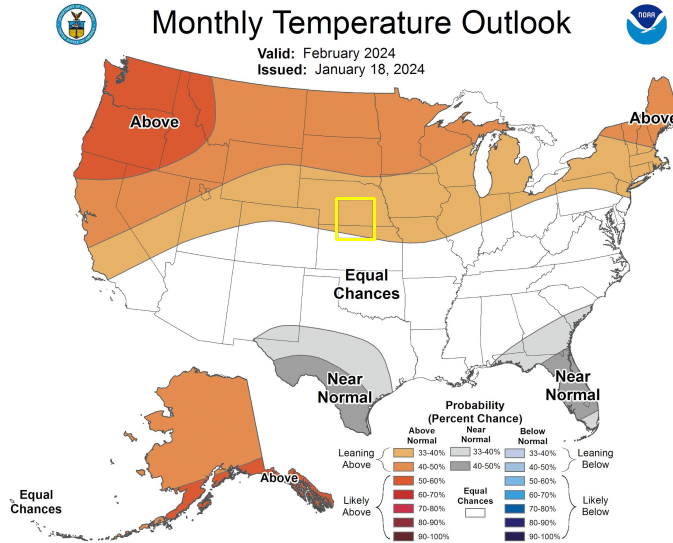 Monthly Temperature Outlook
NOAA
Valid: February 2024
Issued: January 18, 2024
Above
Above
Equal
Chances
Near
Normal
Near
Normal
Above
Equal
Chances
Probability
(Percent Chance)
Above
Normal
Near
Normal
Below
Normal
Leaning
Above
33-40%
33-40%
33-40%
Leaning
Below
40-50%
40-50%
40-50%
Likely
Above
50-60%
Equal
Chances
50-60%
Likely
Below
60-70%
60-70%
70-80%
70-80%
80-90%
80-90%
90-100%
90-100%